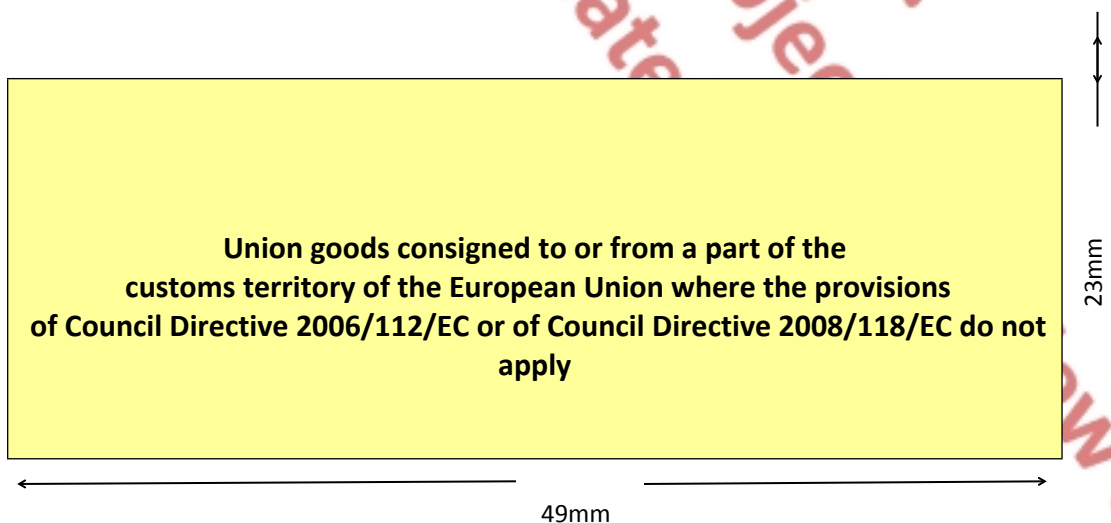 Union goods consigned to or from a part of the
customs territory of the European Union where the provisions
of Council Directive 2006/112/EC or of Council Directive 2008/118/EC do not
apply
23mm
49mm